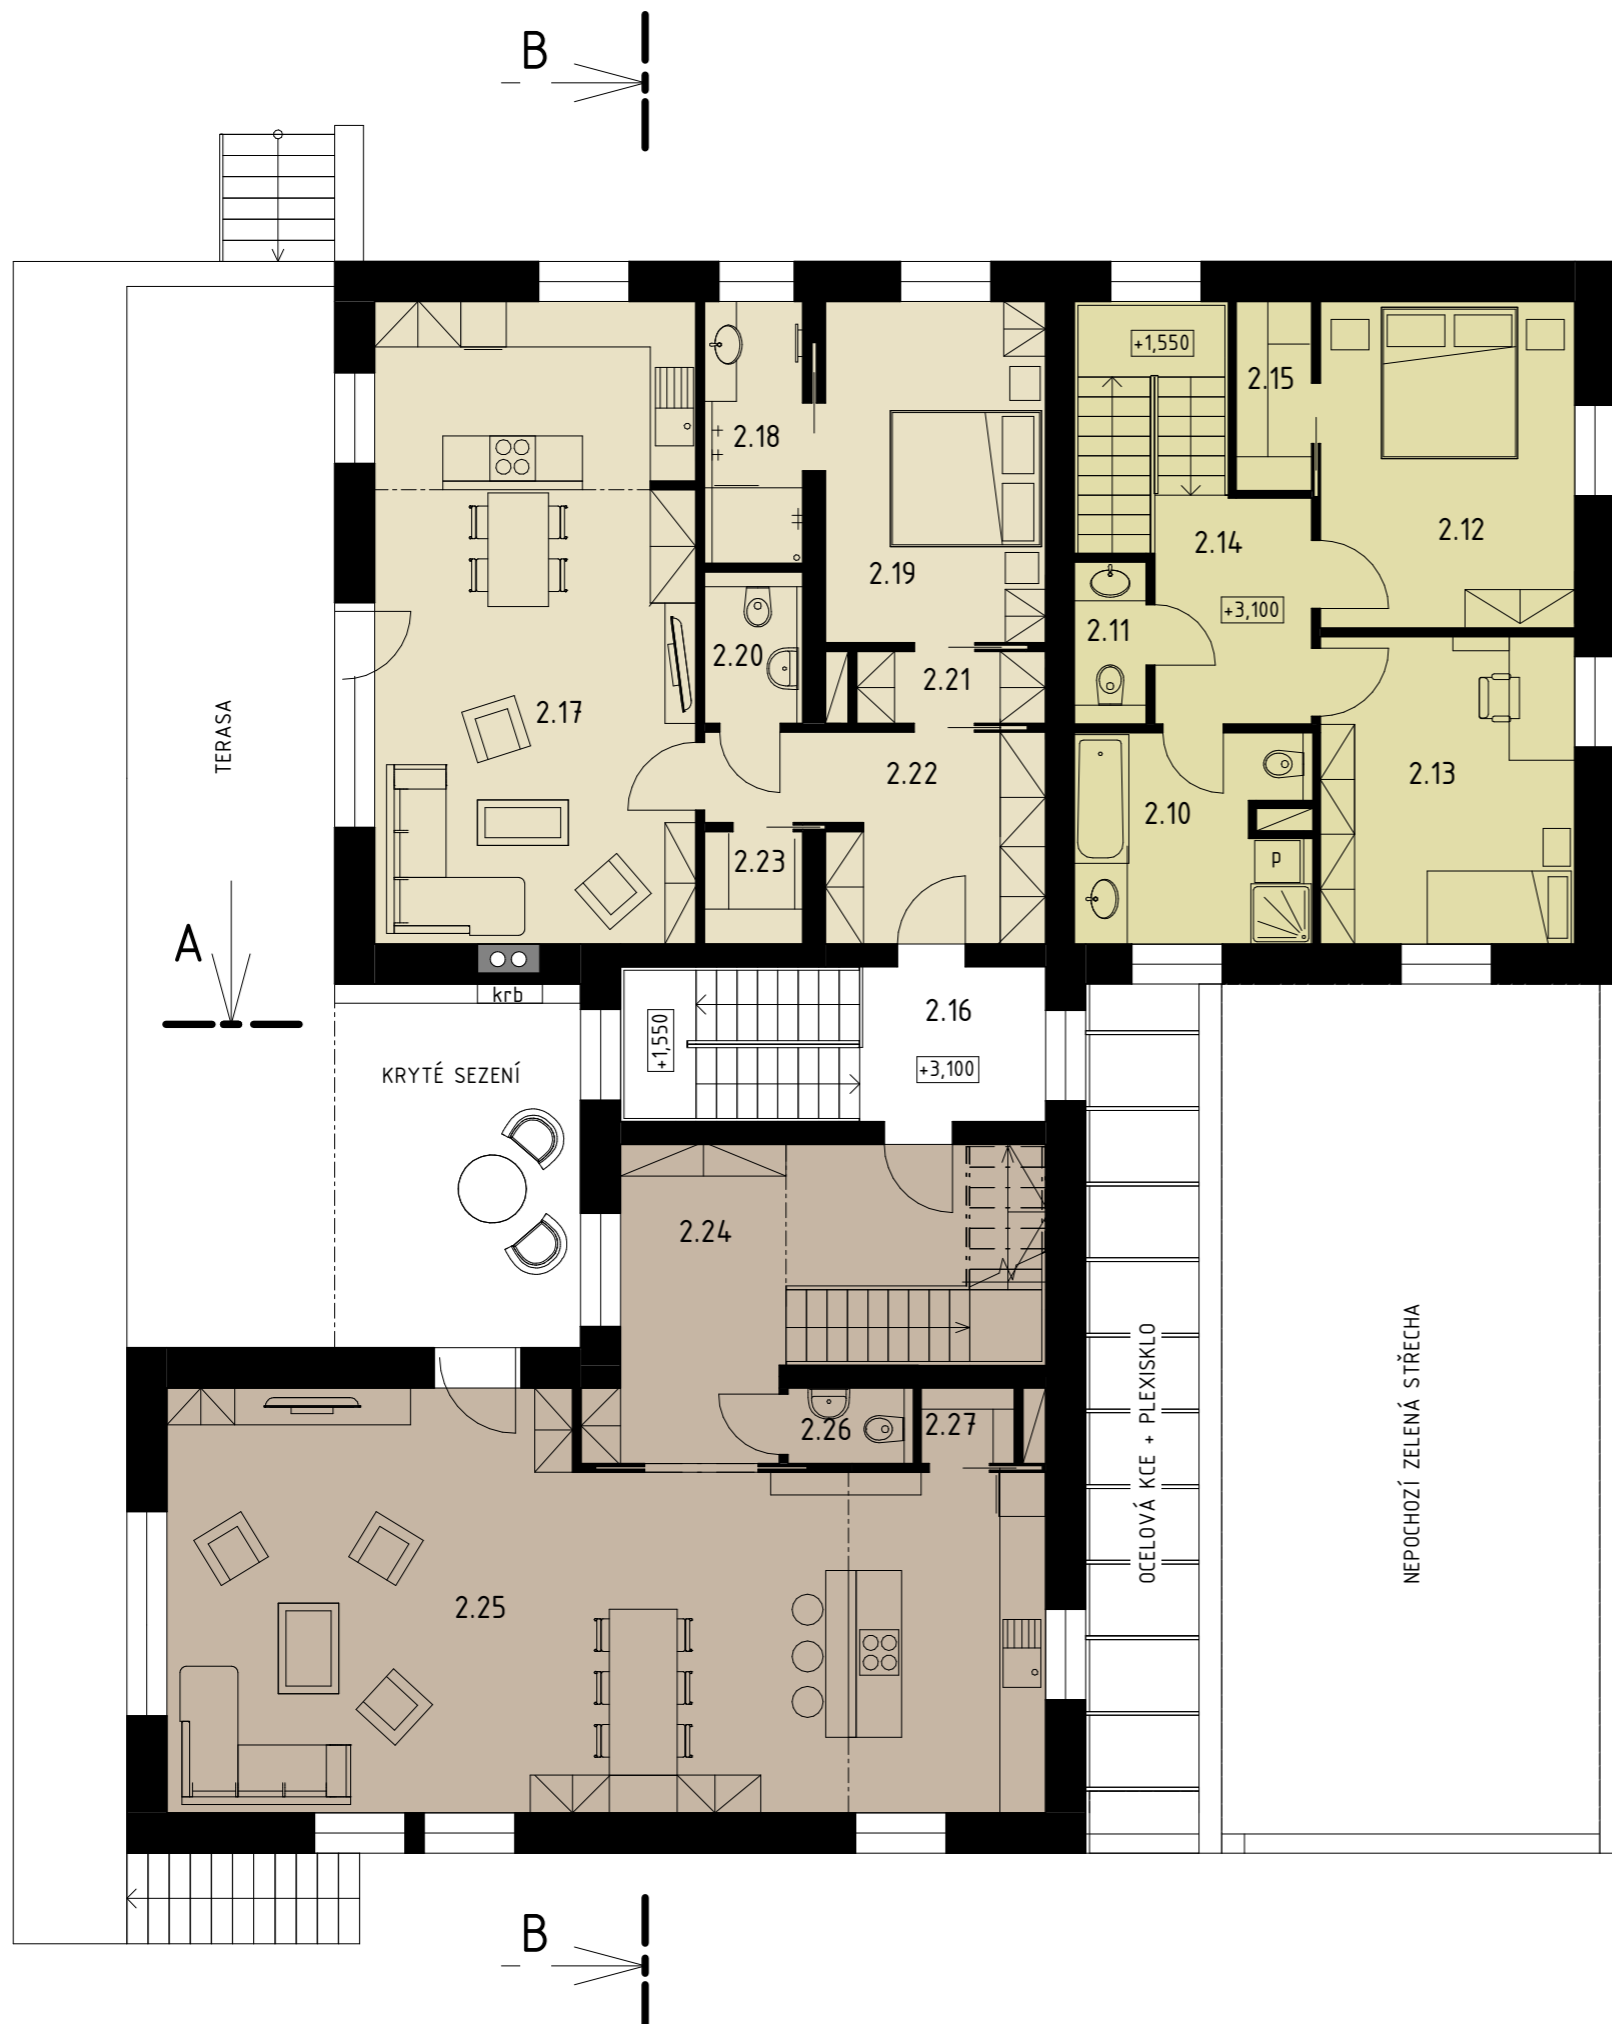 B
+1,550
2.15
2.18
2.12
2.14
2.19
+3,100
2.11
2.20
2.21
2.17
TERASA
2.22
2.13
2.10
2.23
P
A
krb
2.16
+1,550
+3,100
KRYTÉ SEZENÍ
2.24
OCELOVÁ KCE + PLEXISKLO
NEPOCHOZÍ ZELENÁ STŘECHA
2.26
2.27
2.25
B